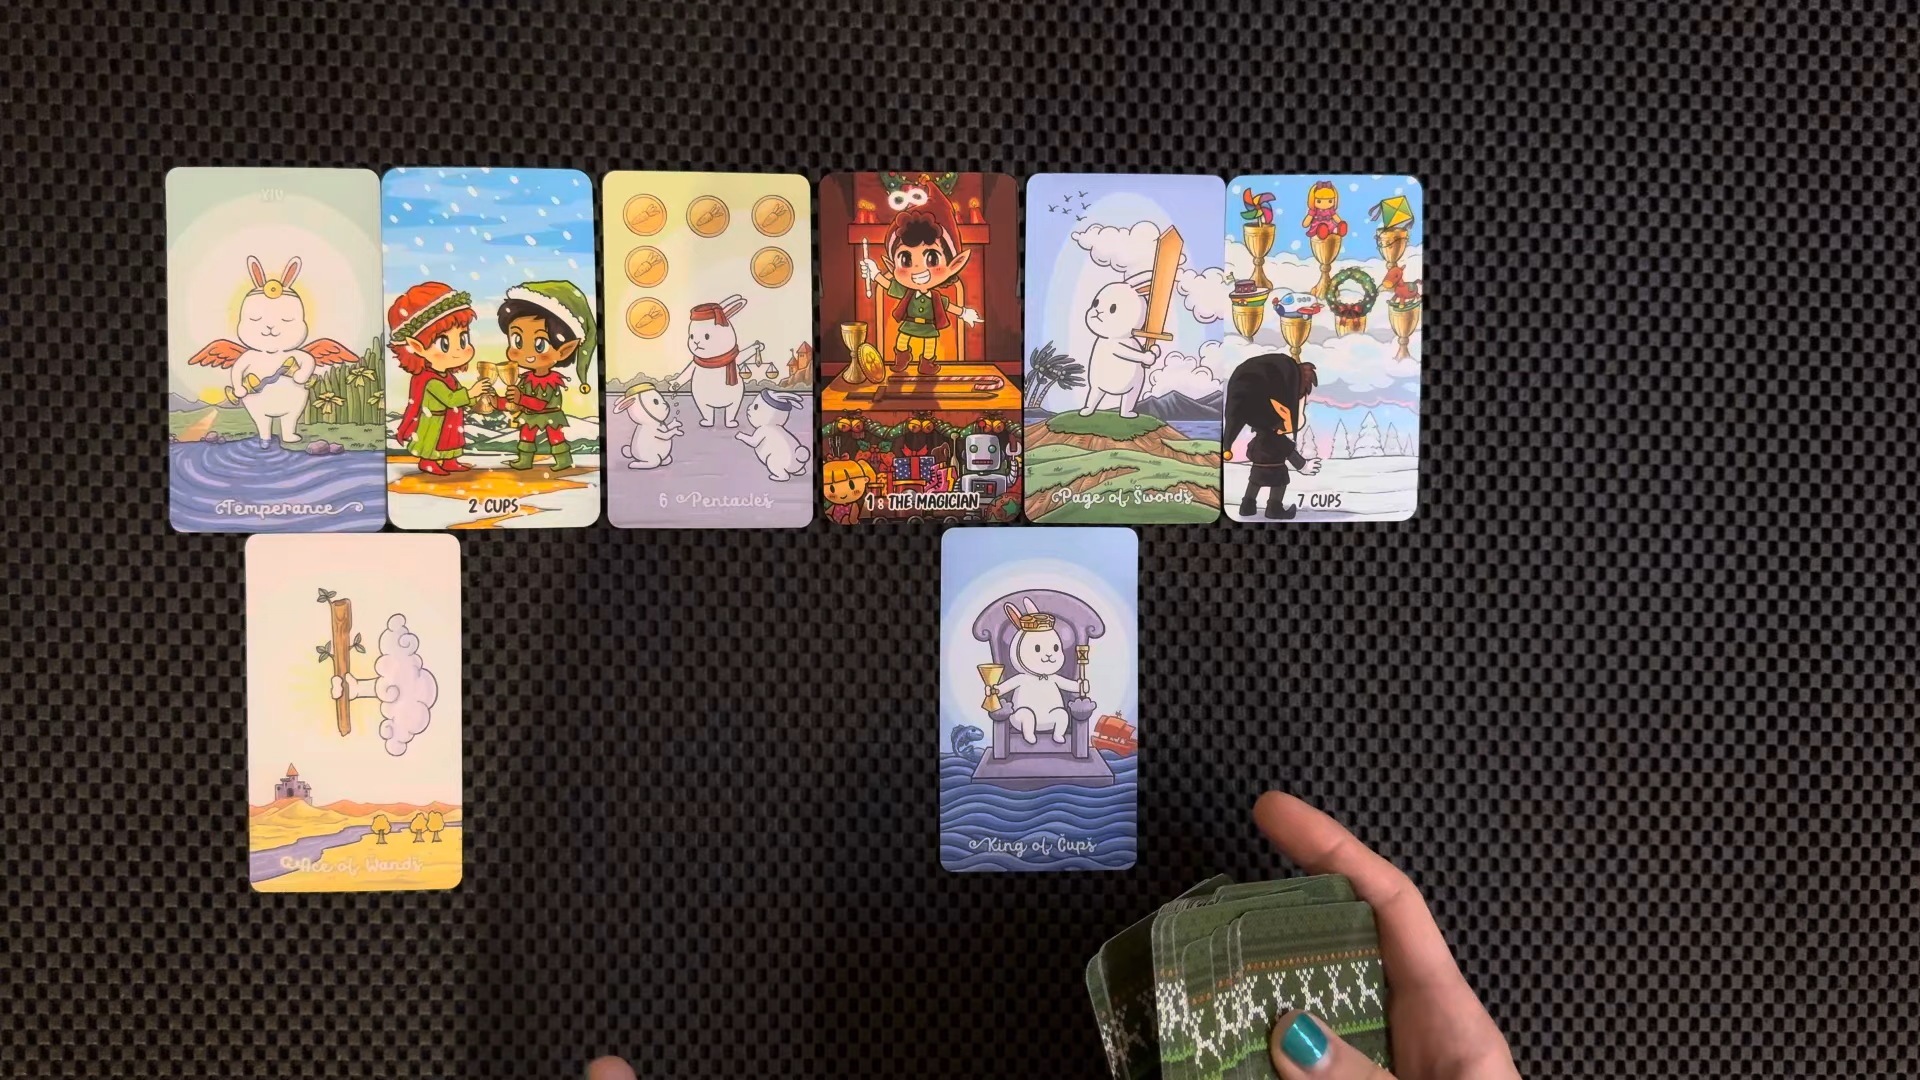 XIV
Temperance
2 CUPS
6 Pentacles
1 : THE MAGICIAN
Page of Swords
7 CUPS
Ace of Wands
King of Cups